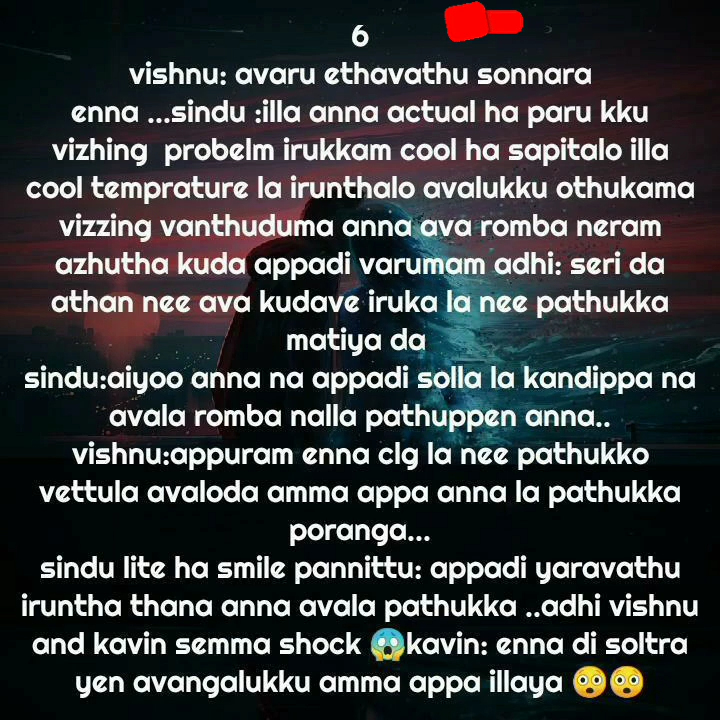 6
vishnu: avaru ethavathu sonnara
enna ...sindu :illa anna actual ha paru kku
vizhing probelm irukkam cool ha sapitalo illa
cool temprature la irunthalo avalukku othukama
vizzing vanthuduma anna ava romba neram
azhutha kuda appadi varumam adhi: seri da
athan nee ava kudave iruka la nee pathukka
matiya da
sindu:aiyoo anna na appadi solla la kandippa na
avala romba nalla pathuppen anna..
vishnu:appuram enna clg la nee pathukko
vettula avaloda amma appa anna la pathukka
poranga...
sindu lite ha smile pannittu: appadi yaravathu
iruntha thana anna avala pathukka ..adhi vishnu
and kavin semma shock 😱kavin: enna di soltra
yen avangalukku amma appa illaya 😲😲